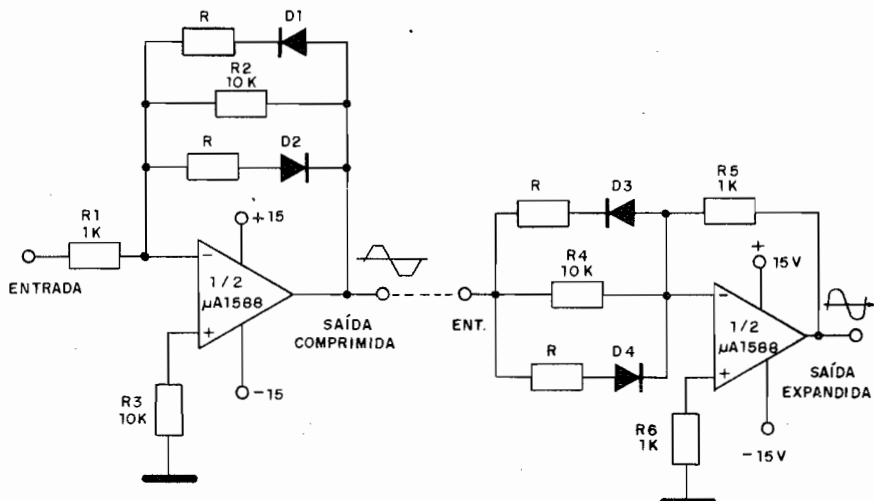 R
D1
R2
10K
R
D2
R1
1K
ENTRADA
+15
-
1/2
µA1588
+
-15
R3
10K
SAÍDA
COMPRIMIDA
ENT.
R
D3
R4
10K
R
D4
R5
1K
+
15V
-
1/2
µA1588
+
R6
1K
-15V
SAÍDA
EXPANDIDA